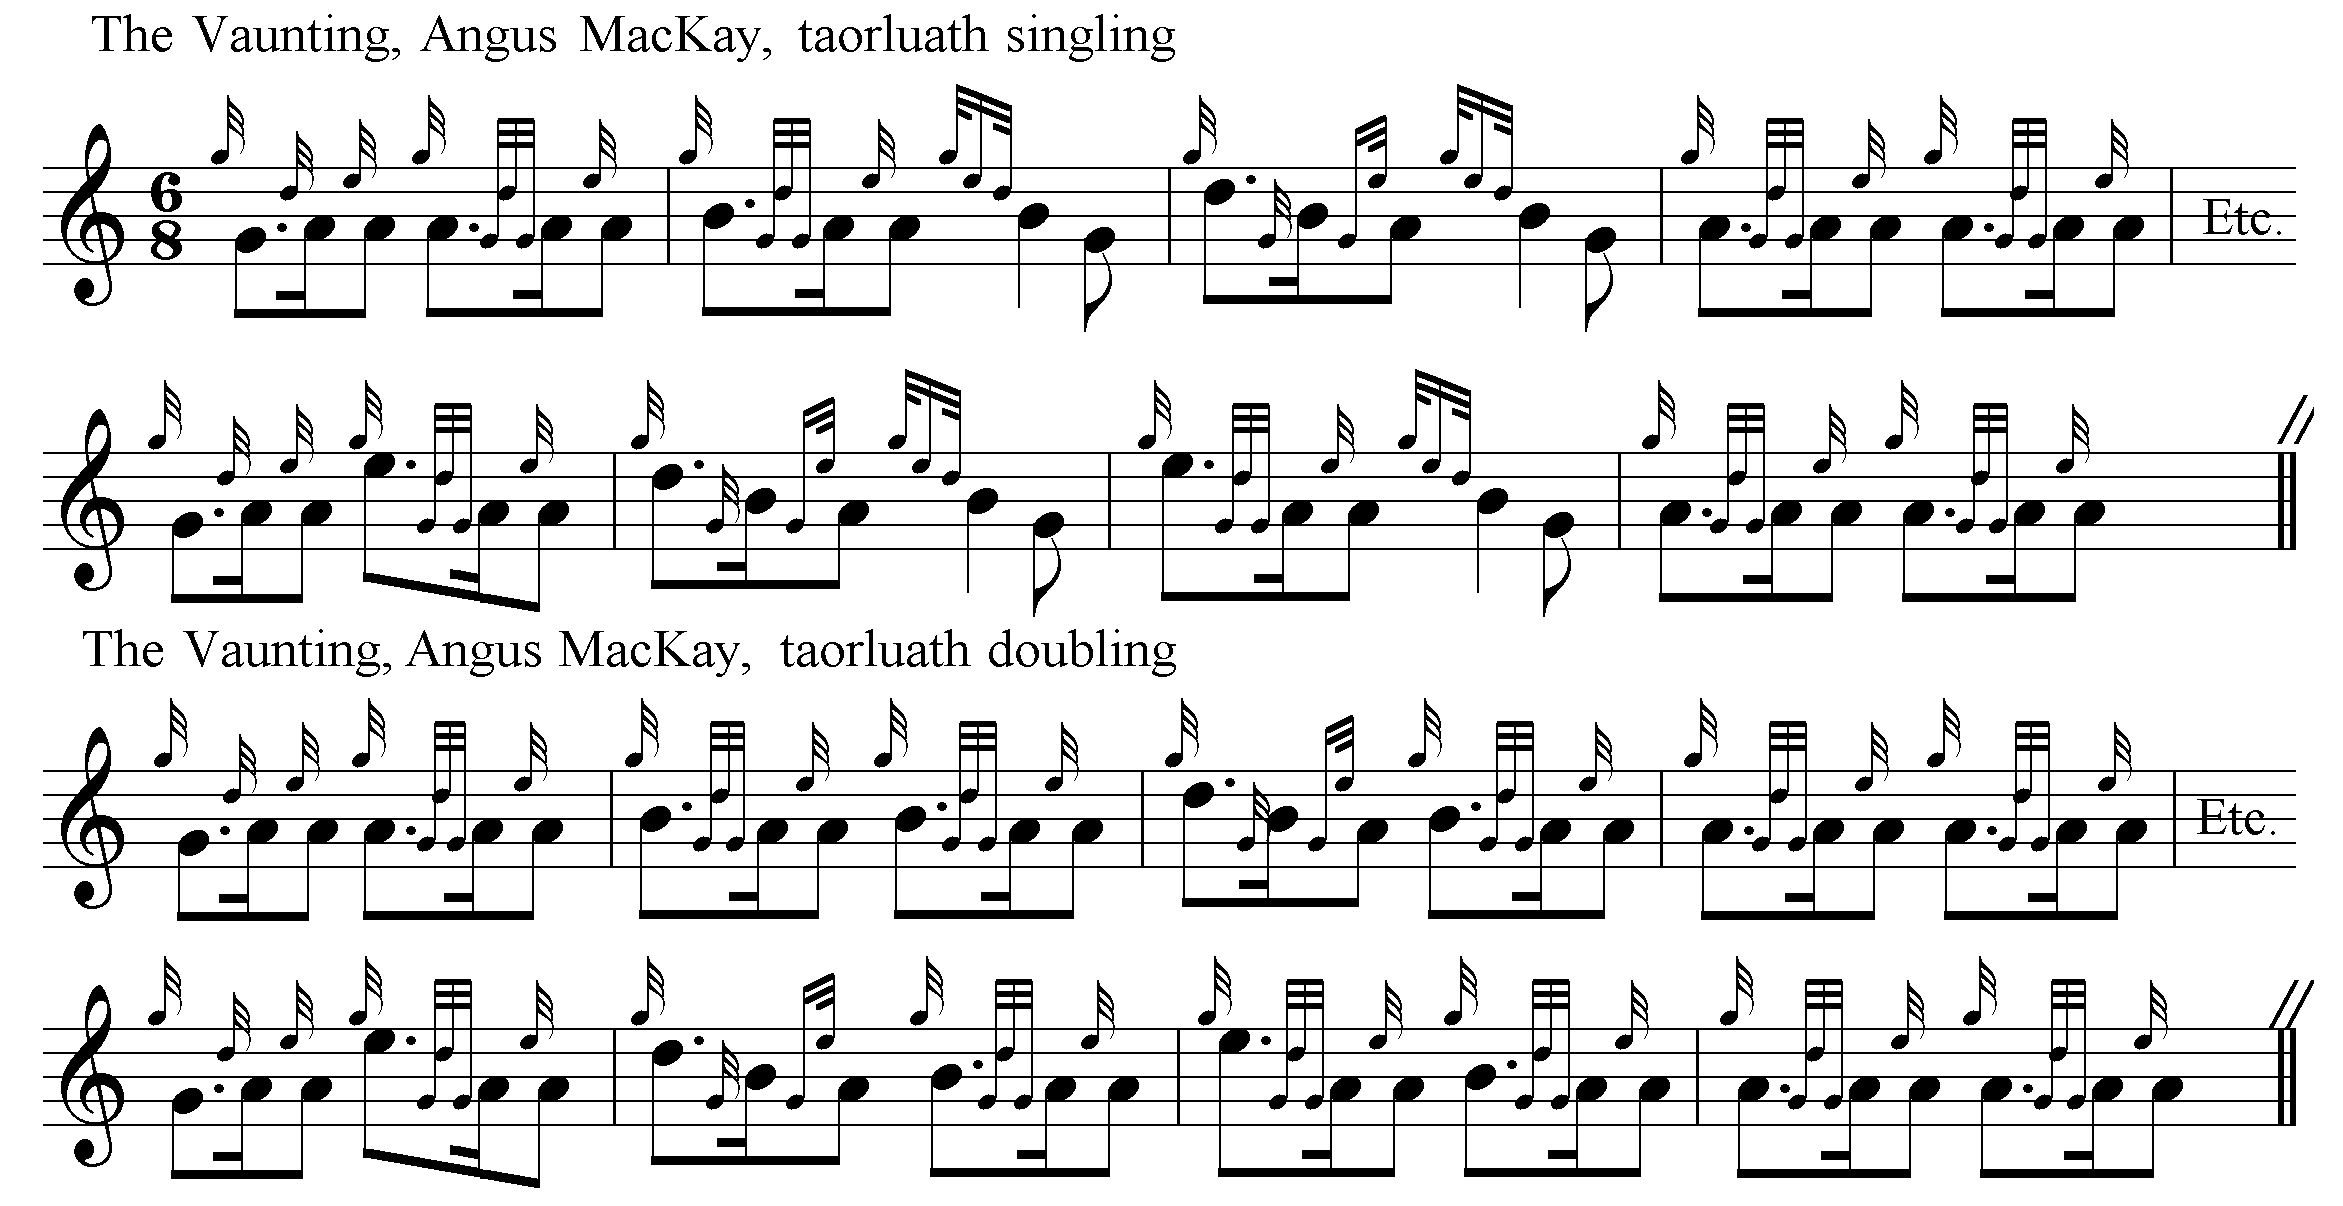 The Vaunting, Angus MacKay, taorluath singling
6
8
Etc.
The Vaunting, Angus MacKay, taorluath doubling
Etc.